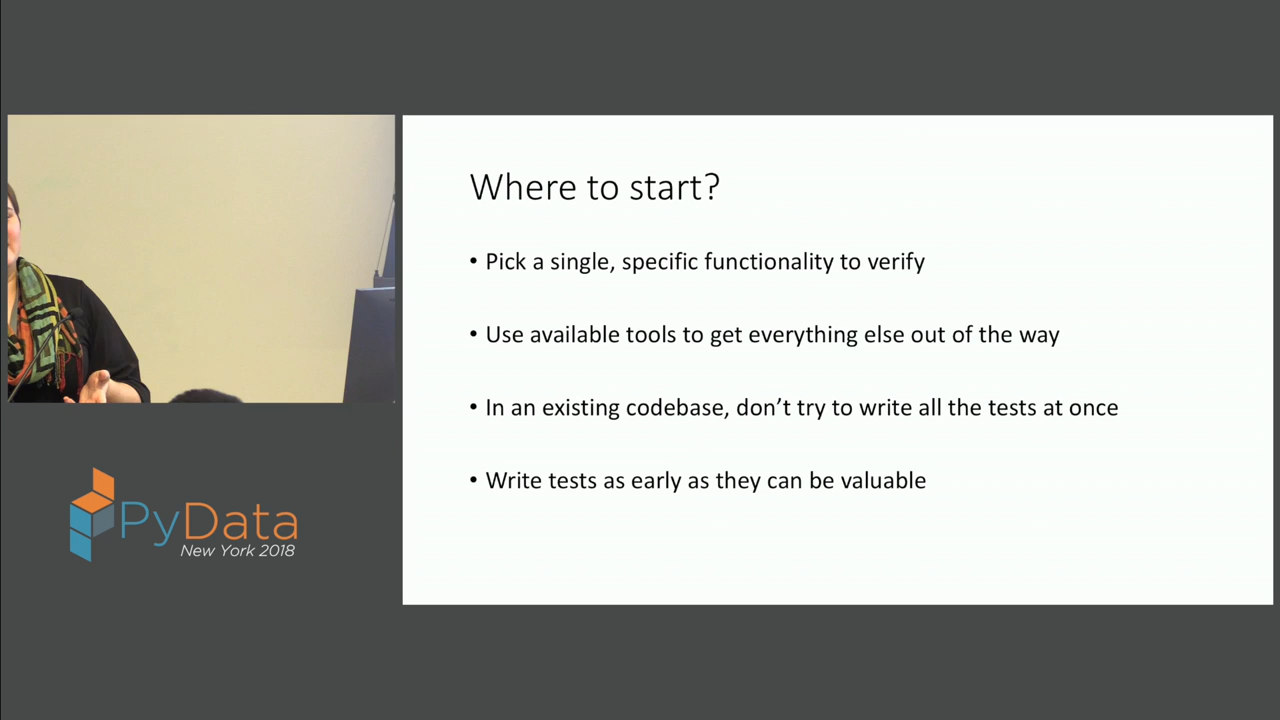 Where to start?
• Pick a single, specific functionality to verify
• Use available tools to get everything else out of the way
• In an existing codebase, don’t try to write all the tests at once
• Write tests as early as they can be valuable
PyData
New York 2018